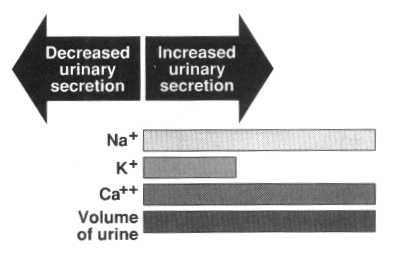 Decreased
urinary
secretion
Increased
urinary
secretion
Na+
K+
Ca++
Volume
of urine